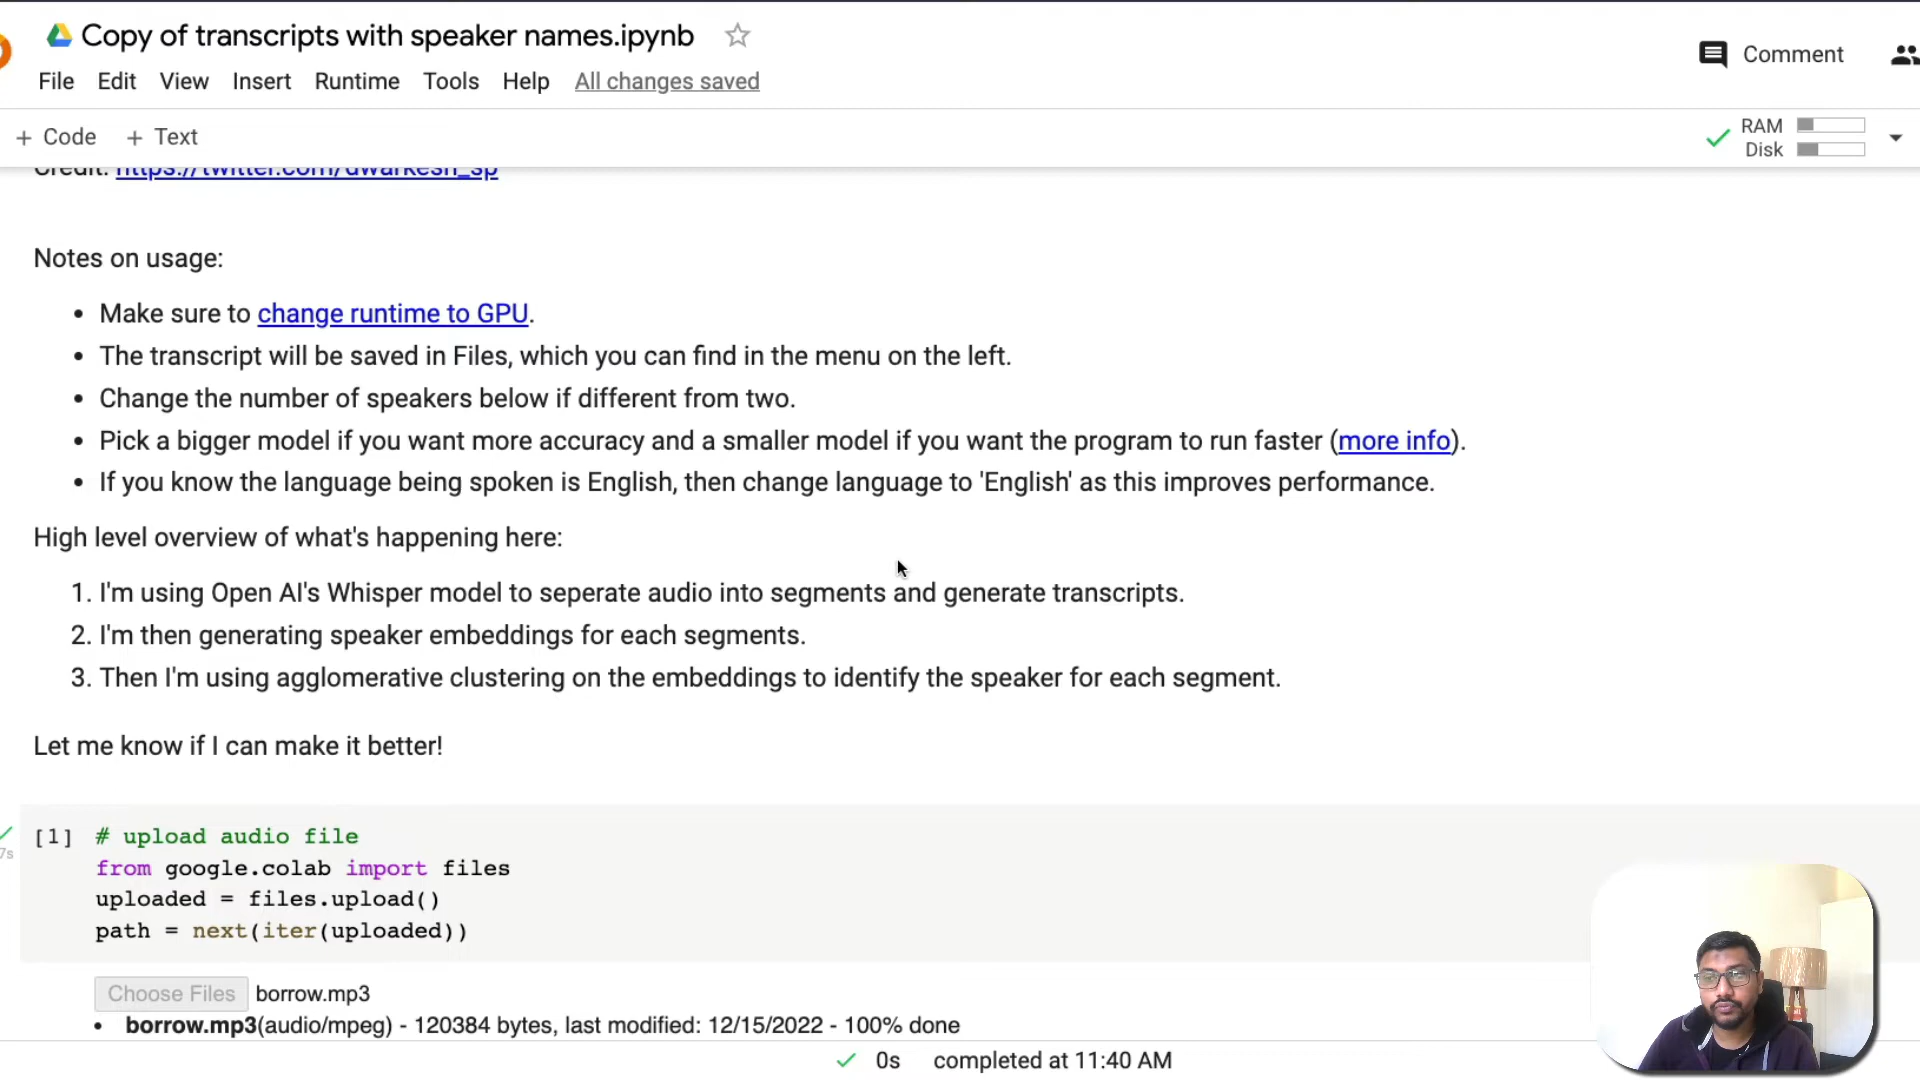 Copy of transcripts with speaker names.ipynb
Comment
File Edit View Insert Runtime Tools Help All changes saved
+ Code + Text
RAM
Disk
Credit: https://twitter.com/dwarkesh_sp
Notes on usage:
• Make sure to change runtime to GPU.
• The transcript will be saved in Files, which you can find in the menu on the left.
• Change the number of speakers below if different from two.
• Pick a bigger model if you want more accuracy and a smaller model if you want the program to run faster (more info).
• If you know the language being spoken is English, then change language to 'English' as this improves performance.
High level overview of what's happening here:
1. I'm using Open AI's Whisper model to seperate audio into segments and generate transcripts.
2. I'm then generating speaker embeddings for each segments.
3. Then I'm using agglomerative clustering on the embeddings to identify the speaker for each segment.
Let me know if I can make it better!
[1] # upload audio file
7s from google.colab import files
uploaded = files.upload()
path = next(iter(uploaded))
Choose Files borrow.mp3
• borrow.mp3(audio/mpeg) - 120384 bytes, last modified: 12/15/2022 - 100% done
0s completed at 11:40 AM